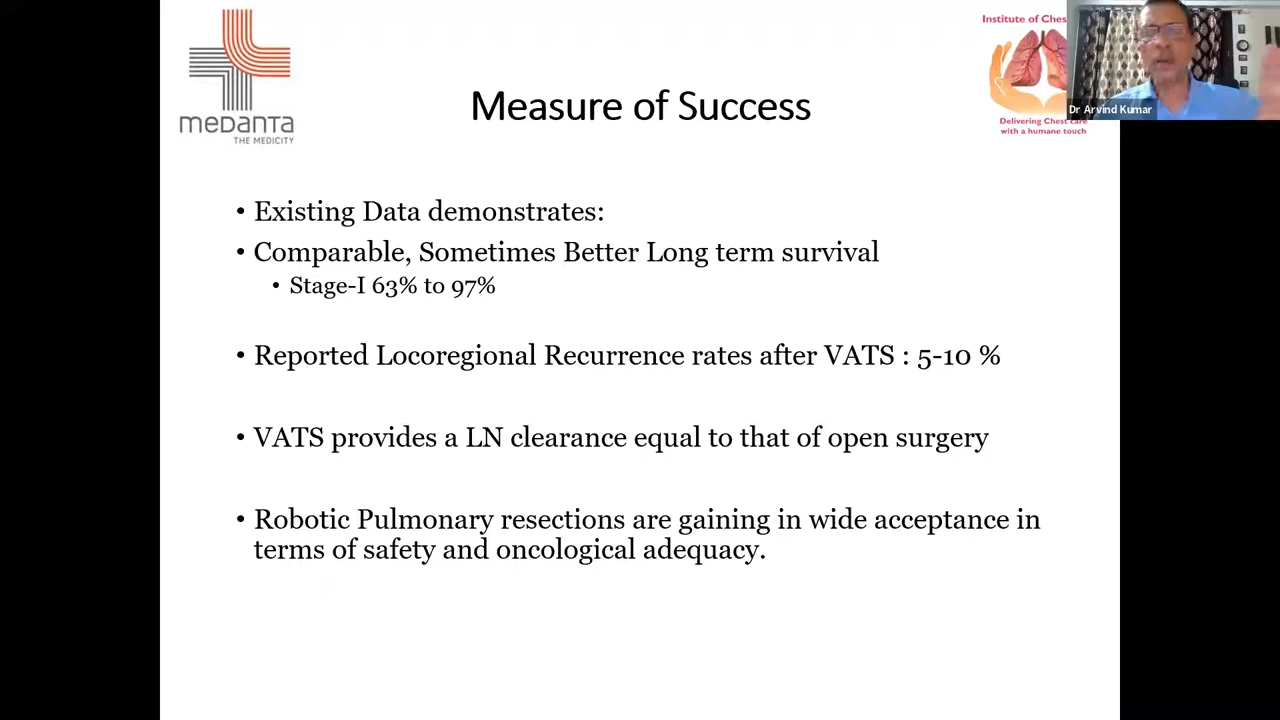 medanta
THE MEDICITY
Institute of Ches
Delivering Chest care
with a humane touch
Dr Arvind Kumar
Measure of Success
• Existing Data demonstrates:
• Comparable, Sometimes Better Long term survival
• Stage-I 63% to 97%
• Reported Locoregional Recurrence rates after VATS : 5-10 %
• VATS provides a LN clearance equal to that of open surgery
• Robotic Pulmonary resections are gaining in wide acceptance in
terms of safety and oncological adequacy.